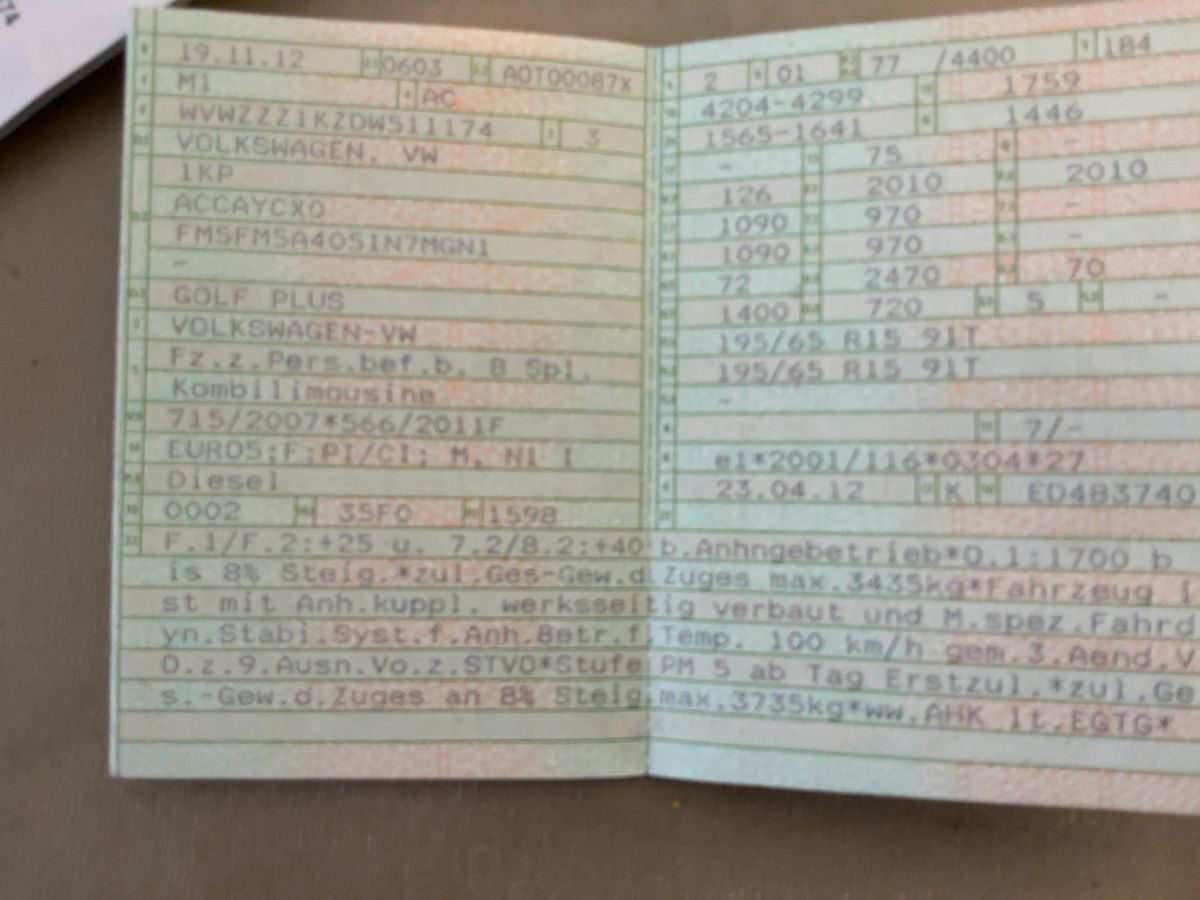 19.11.12 0603 AOT00087X
M1 AC
WVWZZZ1KZDW511174 3
VOLKSWAGEN, VW
1KP
ACCAYCX0
FM5FM5A4051N7MGN1
-
GOLF PLUS
VOLKSWAGEN-VW
Fz.z.Pers.bef.b. 8 Spl.
Kombilimousine
715/2007*566/2011F
EURO5;F;PI/CI; M, N1 I
Diesel
0002 35F0 1598
2 01 77 /4400 184
4204-4299 1759
1565-1641 1446
- 75 -
126 2010 2010
1090 970 -
1090 970 -
72 2470 70
1400 720 5 -
195/65 R15 91T
195/65 R15 91T
-
7/-
e1*2001/116*0304*27
23.04.12 K ED483740
22 F.1/F.2:+25 u. 7.2/8.2:+40 b.Anhngebetrieb*O.1:1700 b
is 8% Steig.*zul.Ges-Gew.d.Zuges max.3435kg*Fahrzeug i
st mit Anh.kuppl. werksseitig verbaut und M.spez.Fahrd
yn.Stabi.Syst.f.Anh.Betr.f.Temp. 100 km/h gem.3.Aend.V
O.z.9.Ausn.Vo.z.STVO*Stufe PM 5 ab Tag Erstzul.*zul.Ge
s.-Gew.d.Zuges an 8% Steig.max.3735kg*ww.AHK lt.EGTG*